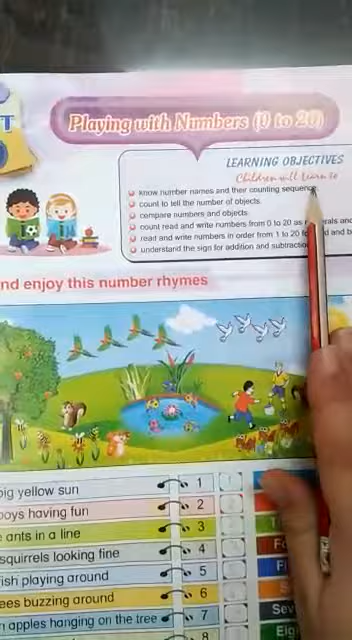 T
Playing with Numbers (0 to 20)
LEARNING OBJECTIVES
Children will learn to
know number names and their counting sequence.
count to tell the number of objects.
compare numbers and objects.
count read and write numbers from 0 to 20 as and
read and write numbers in order from 1 to 20 and
understand the sign for addition and
and enjoy this number rhymes
big yellow sun 1
boys having fun 2
ants in a line 3
squirrels looking fine 4
fish playing around 5
bees buzzing around 6
apples hanging on the tree 7
8